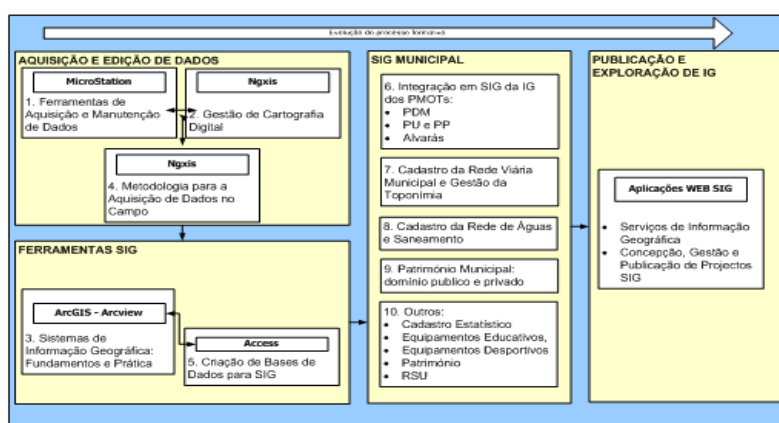 Evolução do processo formativo
AQUISIÇÃO E EDIÇÃO DE DADOS
MicroStation
1. Ferramentas de
Aquisição e Manutenção
de Dados
Ngxis
2. Gestão de Cartografia
Digital
Ngxis
4. Metodologia para a
Aquisição de Dados no
Campo
FERRAMENTAS SIG
ArcGIS - Arcview
3. Sistemas de
Informação Geográfica:
Fundamentos e Prática
Access
5. Criação de Bases de
Dados para SIG
SIG MUNICIPAL
6. Integração em SIG da IG
dos PMOTs:
• PDM
• PU e PP
• Alvarás
7. Cadastro da Rede Viária
Municipal e Gestão da
Toponímia
8. Cadastro da Rede de Águas
e Saneamento
9. Património Municipal:
domínio publico e privado
10. Outros:
• Cadastro Estatístico
• Equipamentos Educativos,
• Equipamentos Desportivos
• Património
• RSU
PUBLICAÇÃO E
EXPLORAÇÃO DE IG
Aplicações WEB SIG
• Serviços de Informação
Geográfica
• Concepção, Gestão e
Publicação de Projectos
SIG